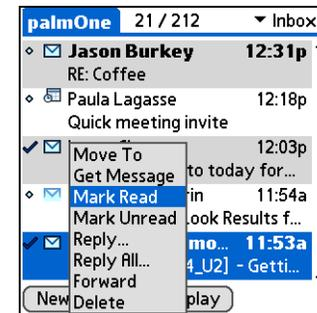 palmOne 21 / 212 Inbox
Jason Burkey 12:31p
RE: Coffee
Paula Lagasse 12:18p
Quick meeting invite
12:03p
Move To
to today for...
Get Message
Mark Read rin 11:54a
Mark Unread ook Results f...
Reply... mo... 11:53a
Reply All... 4_U2] - Getti...
Forward
New play
Delete